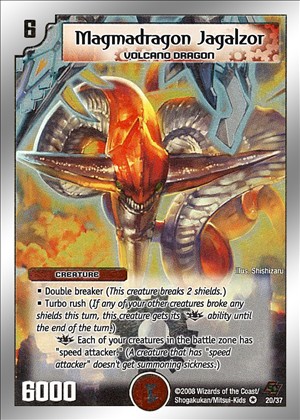 6
Magmadragon Jagalzor
VOLCANO DRAGON
Illus. Shishizaru
CREATURE
▪ Double breaker (This creature breaks 2 shields.)
▪ Turbo rush (If any of your other creatures broke any
shields this turn, this creature gets its ability until
the end of the turn.)
Each of your creatures in the battle zone has
"speed attacker." (A creature that has "speed
attacker" doesn't get summoning sickness.)
6000
©2008 Wizards of the Coast/
Shogakukan/Mitsui-Kids
20/37